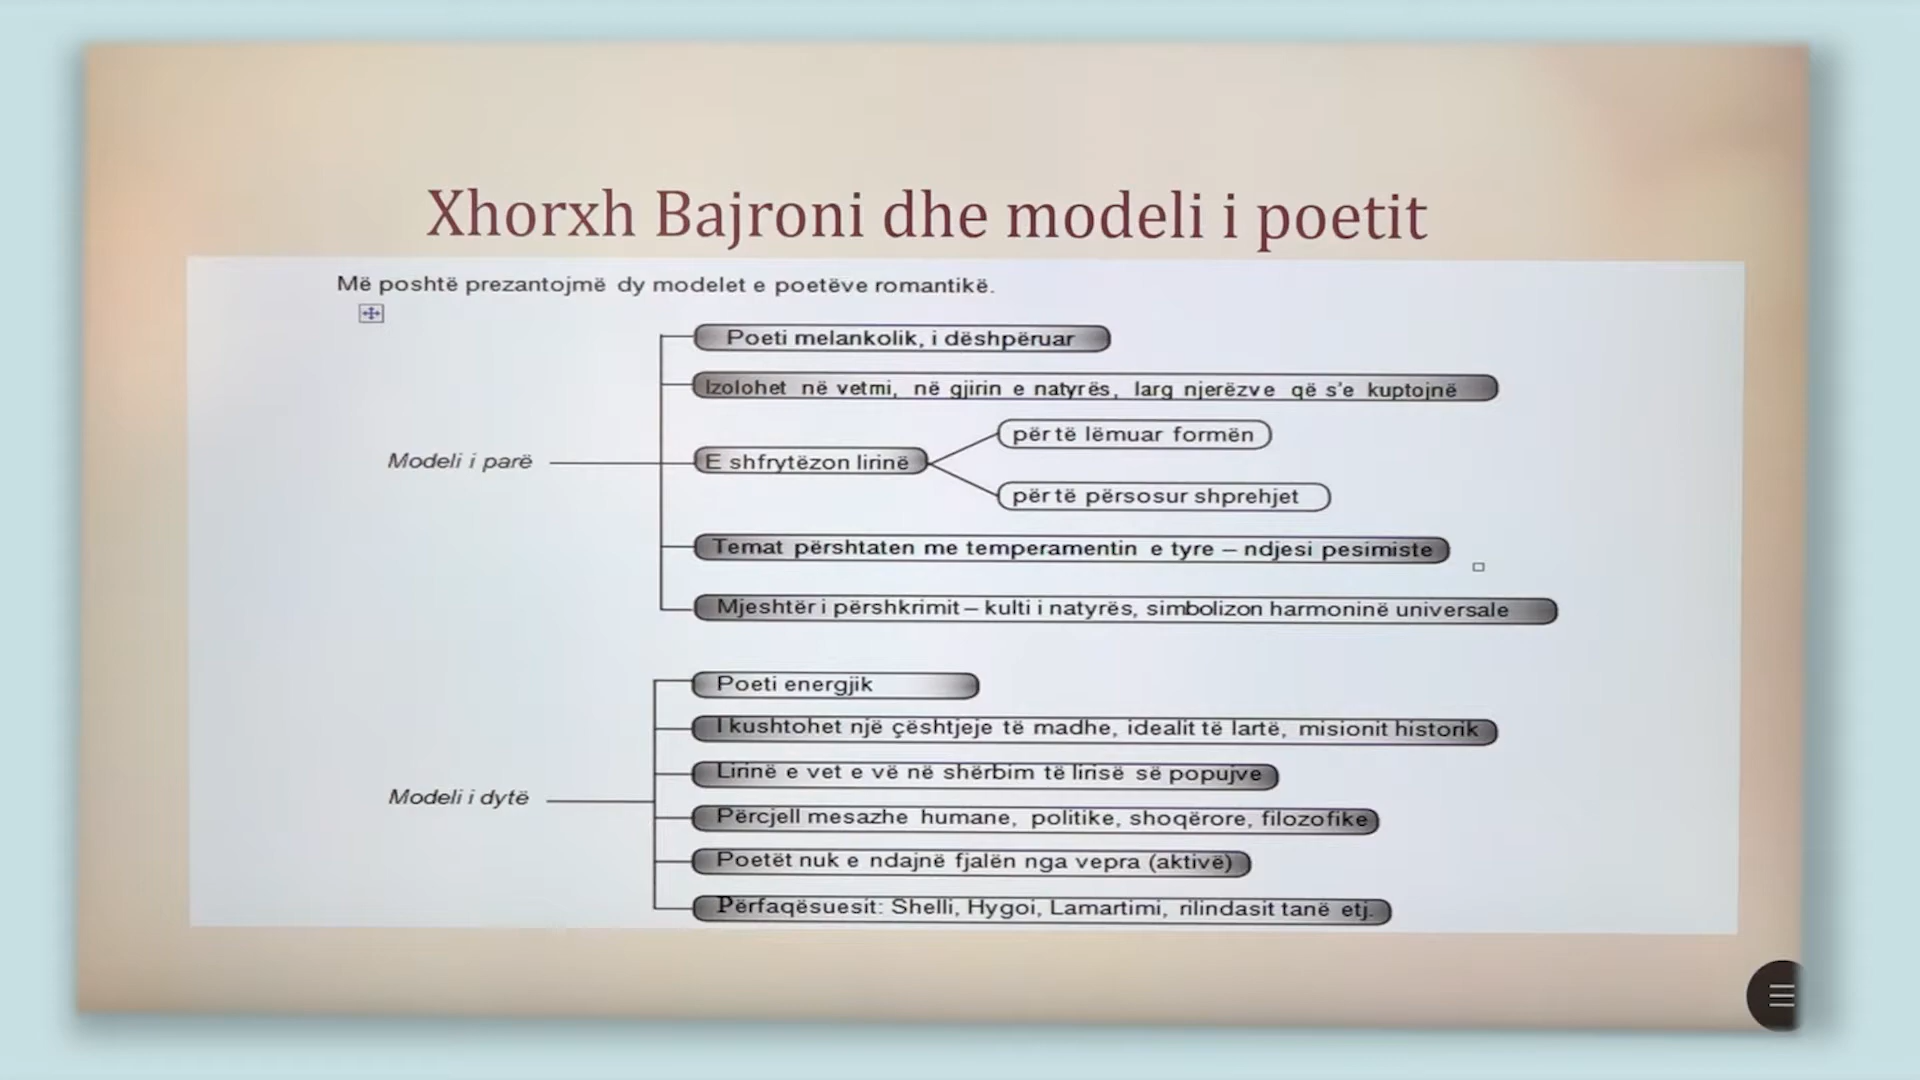 Xhorxh Bajroni dhe modeli i poetit
Më poshtë prezantojmë dy modelet e poetëve romantikë.
Modeli i parë
Poeti melankolik, i dëshpëruar
Izolohet në vetmi, në gjirin e natyrës, larg njerëzve që s'e kuptojnë
E shfrytëzon lirinë
për të lëmuar formën
për të përsosur shprehjet
Temat përshtaten me temperamentin e tyre – ndjesi pesimiste
Mjeshtër i përshkrimit – kulti i natyrës, simbolizon harmoninë universale
Modeli i dytë
Poeti energjik
I kushtohet një çështjeje të madhe, idealit të lartë, misionit historik
Lirinë e vet e vë në shërbim të lirisë së popujve
Përcjell mesazhe humane, politike, shoqërore, filozofike
Poetët nuk e ndajnë fjalën nga vepra (aktivë)
Përfaqësuesit: Shelli, Hygoi, Lamartimi, rilindasit tanë etj.